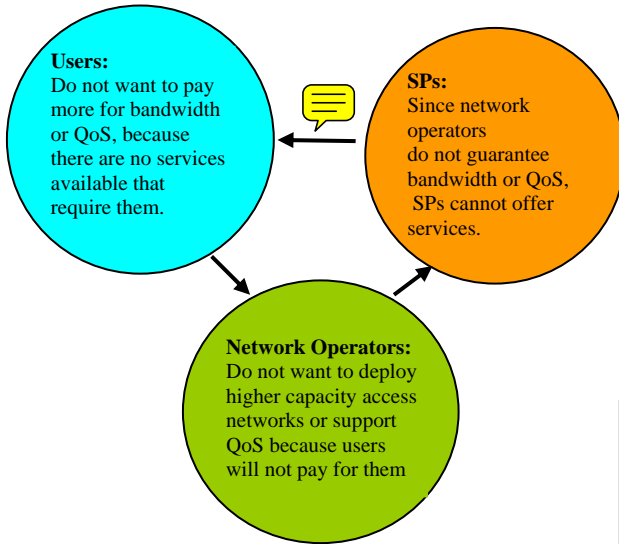 Users:
Do not want to pay
more for bandwidth
or QoS, because
there are no services
available that
require them.
SPs:
Since network
operators
do not guarantee
bandwidth or QoS,
SPs cannot offer
services.
Network Operators:
Do not want to deploy
higher capacity access
networks or support
QoS because users
will not pay for them